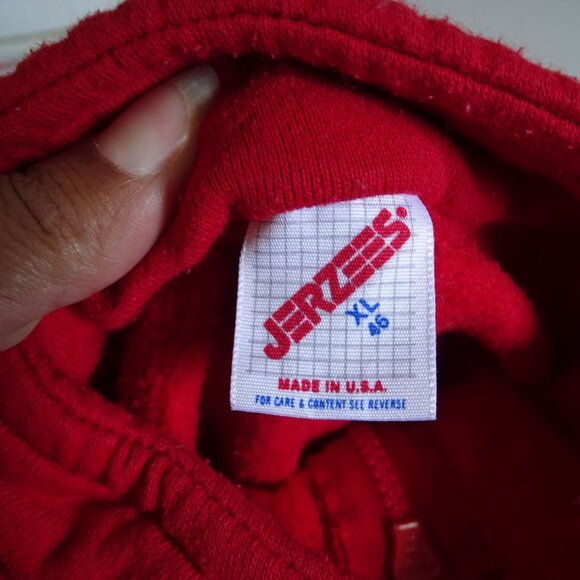 JERZEES
XL
46
MADE IN U.S.A.
FOR CARE & CONTENT SEE REVERSE